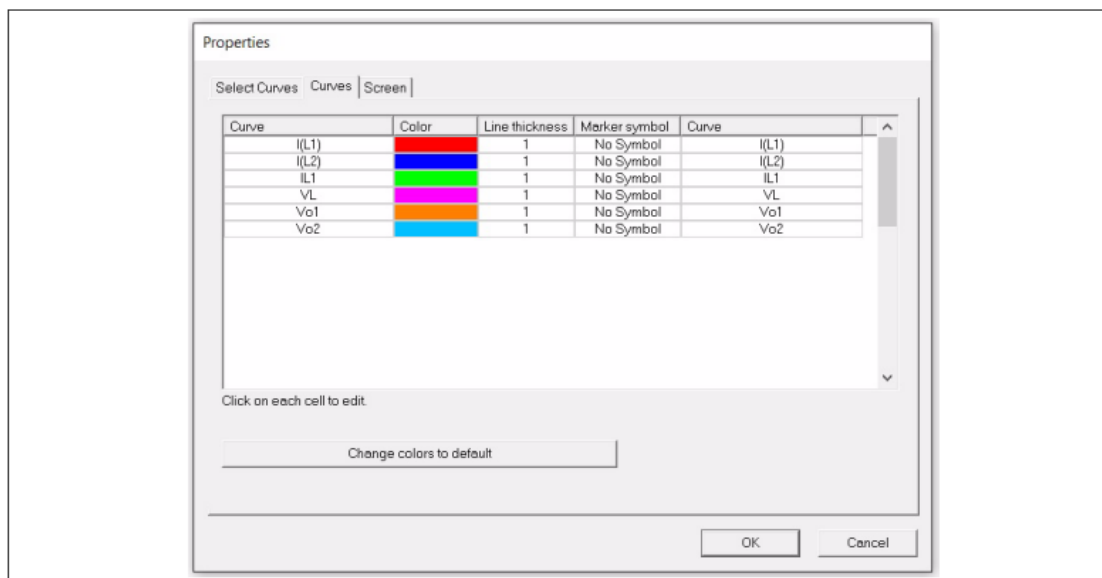 Properties
Select Curves Curves Screen
Curve Color Line thickness Marker symbol Curve
I(L1) 1 No Symbol I(L1)
I(L2) 1 No Symbol I(L2)
IL1 1 No Symbol IL1
VL 1 No Symbol VL
Vo1 1 No Symbol Vo1
Vo2 1 No Symbol Vo2
Click on each cell to edit.
Change colors to default
OK Cancel